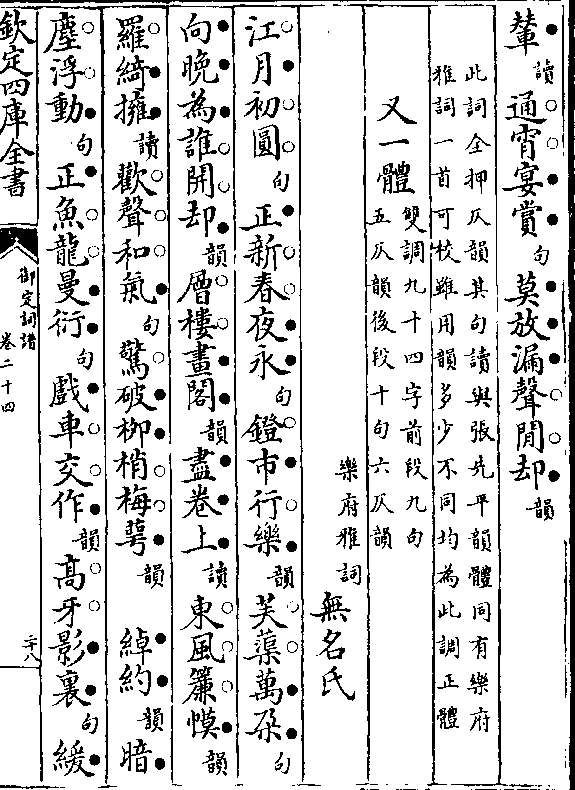 輦讀通宵宴賞句莫放漏聲閒却韻
此詞全押仄韻其句讀與張先平韻體同有樂府
雅詞一首可校雖用韻多少不同均為此調正體
又一體雙調九十四字前段九句
五仄韻後段十句六仄韻
樂府雅詞無名氏
江月初圓句正新春夜永句鐙市行樂韻芙蕖萬朶句
向晩為誰開却韻層樓畫閣韻盡卷上讀東風簾幙韻
羅綺擁讀歡聲和氣句驚破柳梢梅萼韻綽約韻暗
塵浮動句正魚龍曼衍句戲車交作韻髙牙影裏句緩
欽定四庫全書
御定詞譜
卷二十四
二十八